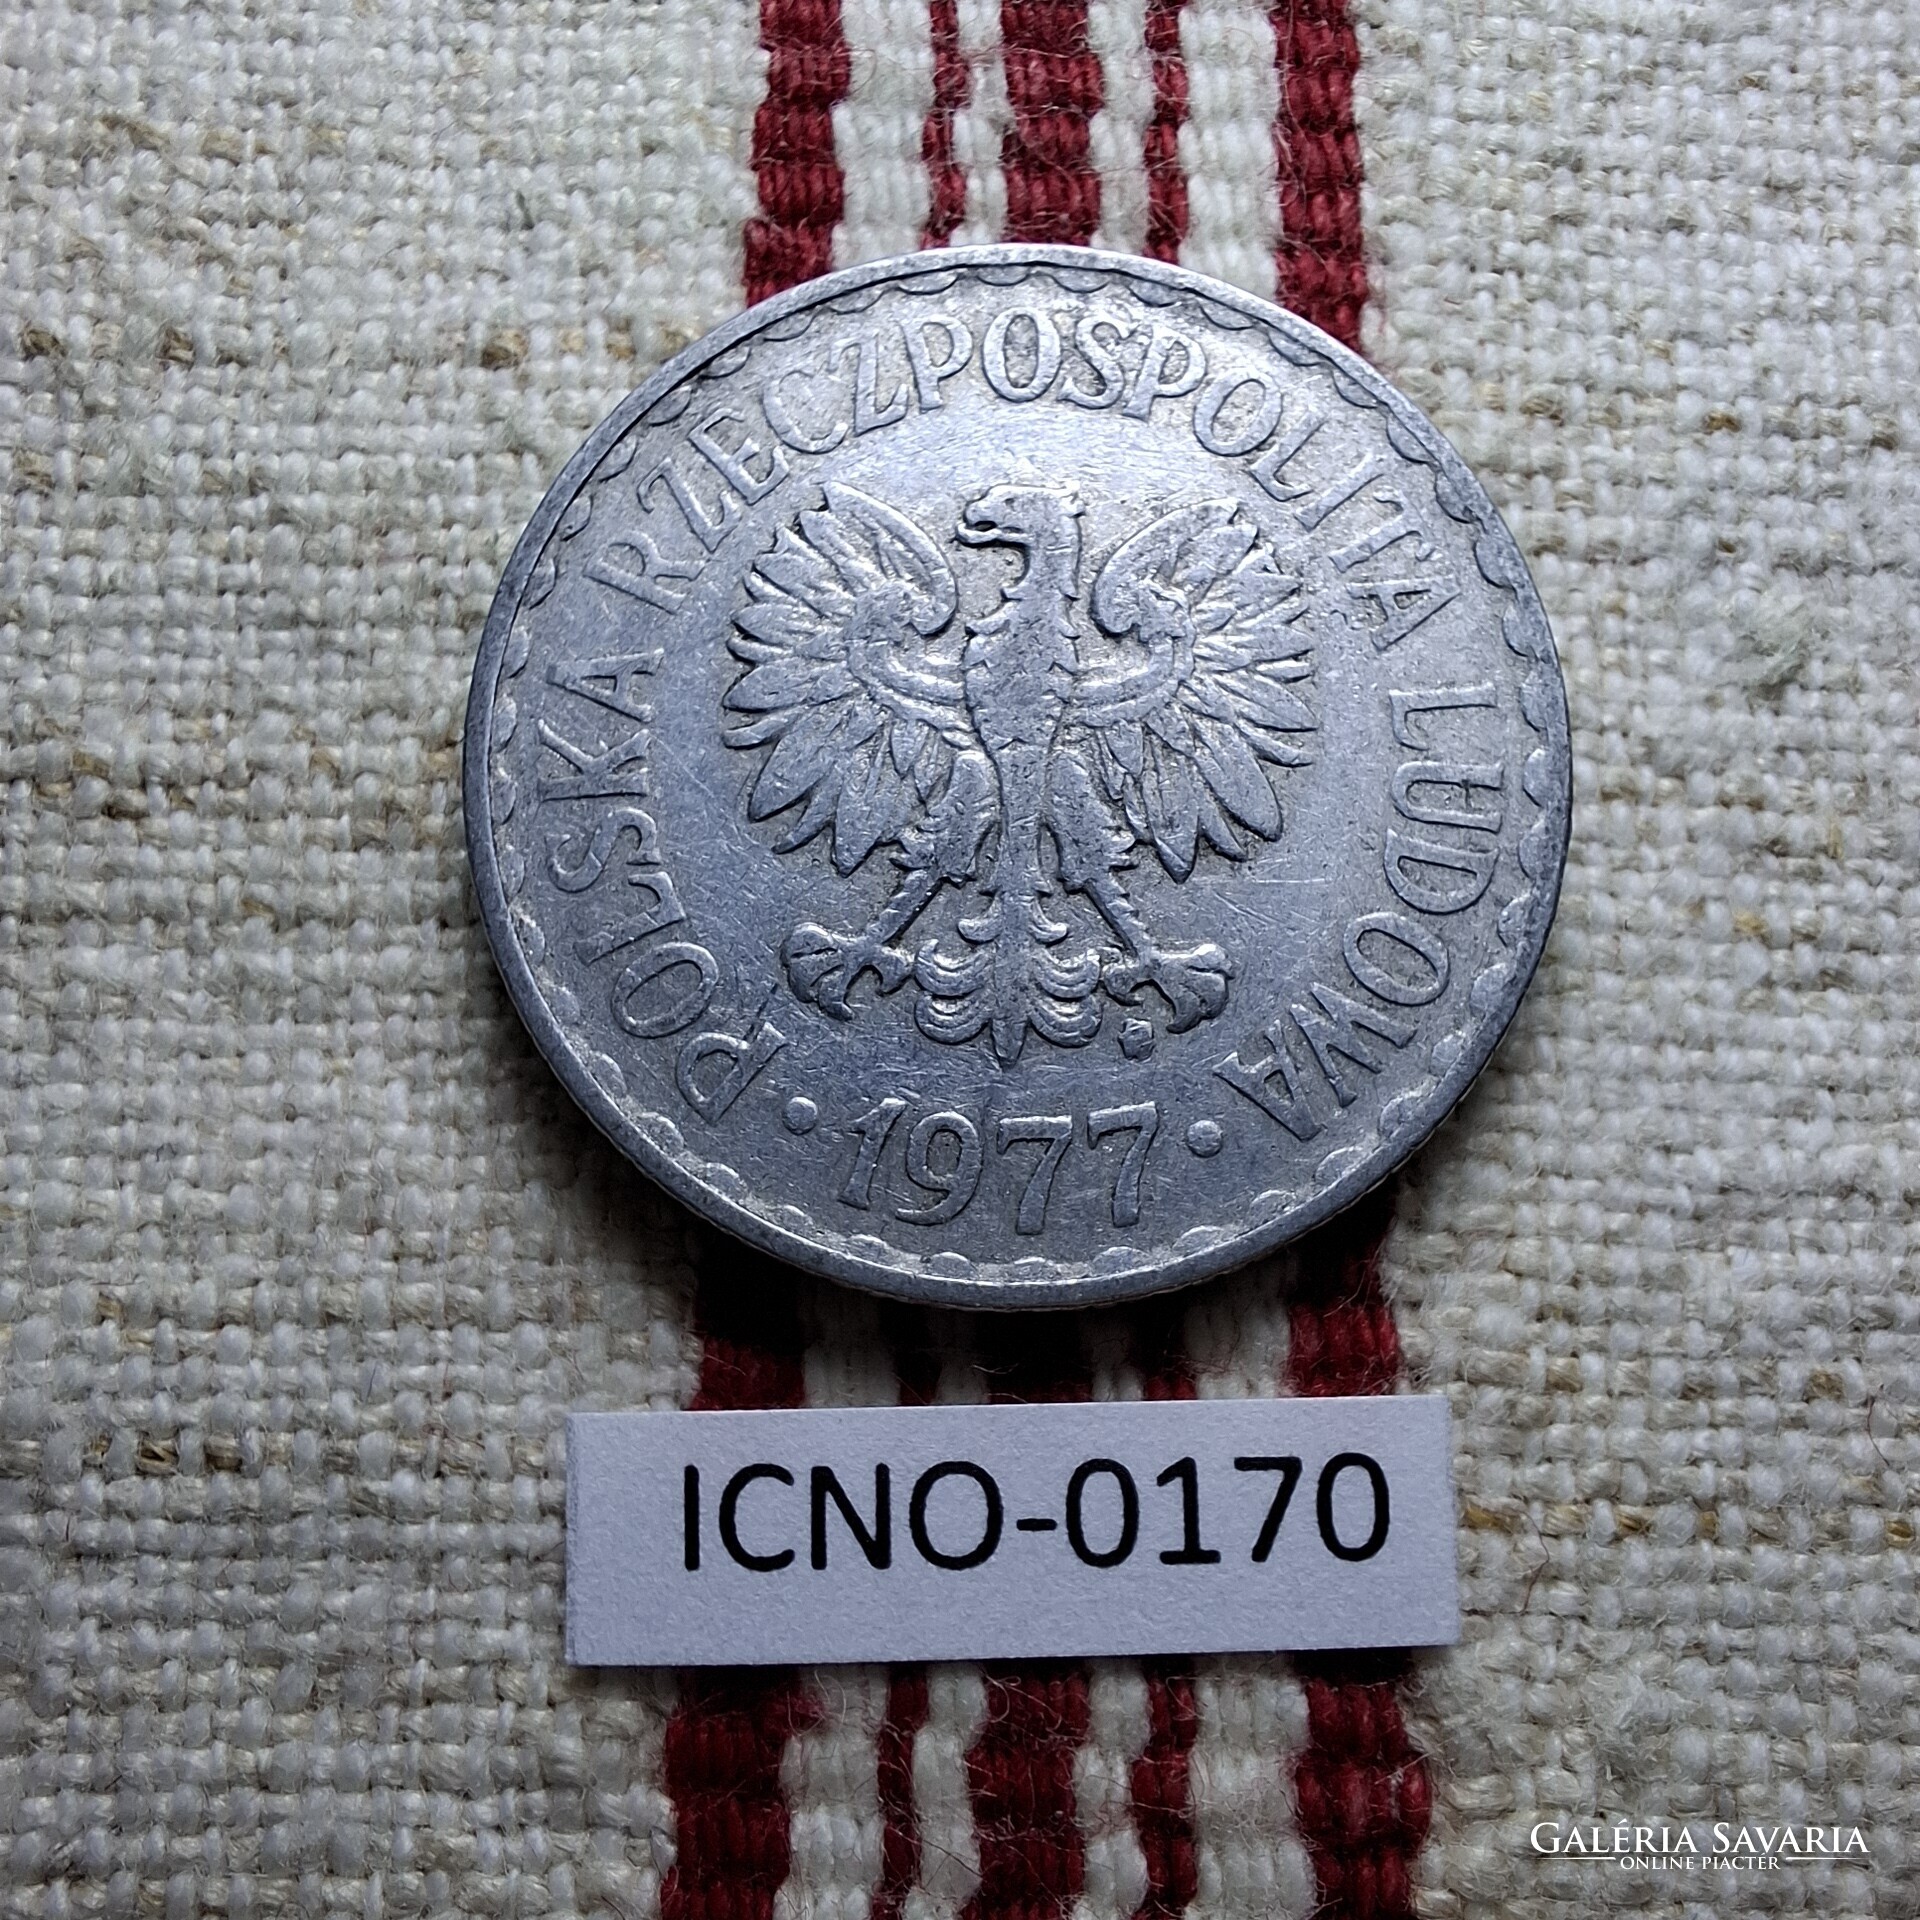 POLSKA RZECZPOSPOLITA LUDOWA
· 1977 ·
ICNO-0170
GALÉRIA SAVARIA
ONLINE PIACTÉR